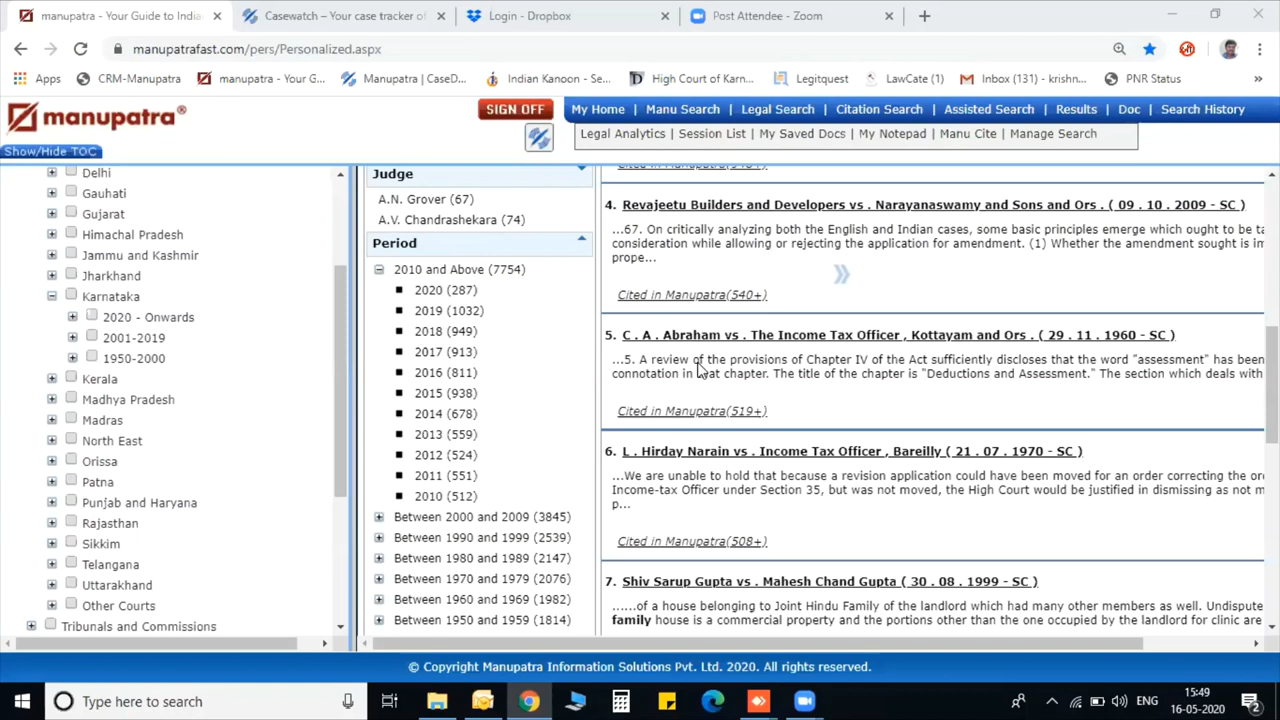 manupatra - Your Guide to India
Casewatch – Your case tracker of
Login - Dropbox
Post Attendee - Zoom
manupatrafast.com/pers/Personalized.aspx
Apps
CRM-Manupatra
manupatra - Your G...
Manupatra | CaseD...
Indian Kanoon - Se...
High Court of Karn...
Legitquest
LawCate (1)
Inbox (131) - krishn...
PNR Status
manupatra®
SIGN OFF
My Home | Manu Search | Legal Search | Citation Search | Assisted Search | Results | Doc | Search History
Legal Analytics | Session List | My Saved Docs | My Notepad | Manu Cite | Manage Search
Show/Hide TOC
Delhi
Gauhati
Gujarat
Himachal Pradesh
Jammu and Kashmir
Jharkhand
Karnataka
2020 - Onwards
2001-2019
1950-2000
Kerala
Madhya Pradesh
Madras
North East
Orissa
Patna
Punjab and Haryana
Rajasthan
Sikkim
Telangana
Uttarakhand
Other Courts
Tribunals and Commissions
Judge
A.N. Grover (67)
A.V. Chandrashekara (74)
Period
2010 and Above (7754)
2020 (287)
2019 (1032)
2018 (949)
2017 (913)
2016 (811)
2015 (938)
2014 (678)
2013 (559)
2012 (524)
2011 (551)
2010 (512)
Between 2000 and 2009 (3845)
Between 1990 and 1999 (2539)
Between 1980 and 1989 (2147)
Between 1970 and 1979 (2076)
Between 1960 and 1969 (1982)
Between 1950 and 1959 (1814)
4. Revajeetu Builders and Developers vs . Narayanaswamy and Sons and Ors . ( 09 . 10 . 2009 - SC )
...67. On critically analyzing both the English and Indian cases, some basic principles emerge which ought to be ta
consideration while allowing or rejecting the application for amendment. (1) Whether the amendment sought is im
prope...
Cited in Manupatra(540+)
5. C . A . Abraham vs . The Income Tax Officer , Kottayam and Ors . ( 29 . 11 . 1960 - SC )
...5. A review of the provisions of Chapter IV of the Act sufficiently discloses that the word "assessment" has been
connotation in that chapter. The title of the chapter is "Deductions and Assessment." The section which deals with
Cited in Manupatra(519+)
6. L . Hirday Narain vs . Income Tax Officer , Bareilly ( 21 . 07 . 1970 - SC )
...We are unable to hold that because a revision application could have been moved for an order correcting the or
Income-tax Officer under Section 35, but was not moved, the High Court would be justified in dismissing as not m
p...
Cited in Manupatra(508+)
7. Shiv Sarup Gupta vs . Mahesh Chand Gupta ( 30 . 08 . 1999 - SC )
......of a house belonging to Joint Hindu Family of the landlord which had many other members as well. Undispute
family house is a commercial property and the portions other than the one occupied by the landlord for clinic are
© Copyright Manupatra Information Solutions Pvt. Ltd. 2020. All rights reserved.
Type here to search
ENG
15:49
16-05-2020
2